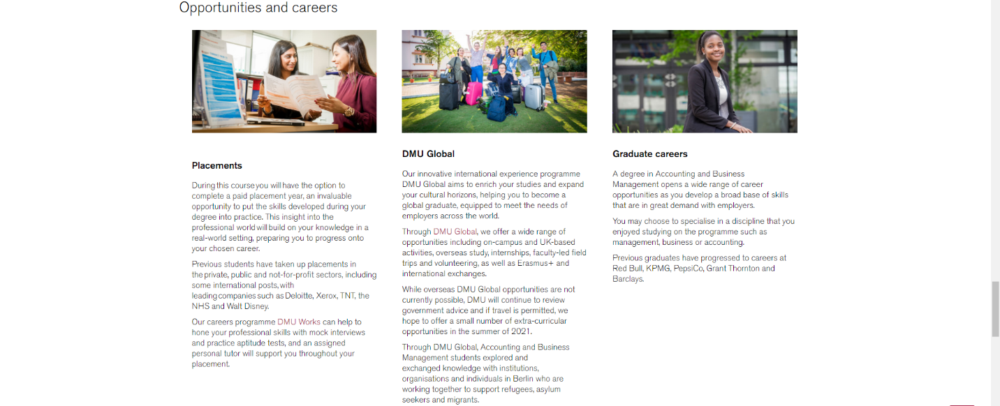 Opportunities and careers
Placements
During this course you will have the option to
complete a paid placement year, an invaluable
opportunity to put the skills developed during your
degree into practice. This insight into the
professional world will build on your knowledge in a
real-world setting, preparing you to progress onto
your chosen career.
Previous students have taken up placements in
the private, public and not-for-profit sectors, including
some international posts, with
leading companies such as Deloitte, Xerox, TNT, the
NHS and Walt Disney.
Our careers programme DMU Works can help to
hone your professional skills with mock interviews
and practice aptitude tests, and an assigned
personal tutor will support you throughout your
placement.
DMU Global
Our innovative international experience programme
DMU Global aims to enrich your studies and expand
your cultural horizons, helping you to become a
global graduate, equipped to meet the needs of
employers across the world.
Through DMU Global, we offer a wide range of
opportunities including on-campus and UK-based
activities, overseas study, internships, faculty-led field
trips and volunteering, as well as Erasmus+ and
international exchanges.
While overseas DMU Global opportunities are not
currently possible, DMU will continue to review
government advice and if travel is permitted, we
hope to offer a small number of extra-curricular
opportunities in the summer of 2021.
Through DMU Global, Accounting and Business
Management students explored and
exchanged knowledge with institutions,
organisations and individuals in Berlin who are
working together to support refugees, asylum
seekers and migrants.
Graduate careers
A degree in Accounting and Business
Management opens a wide range of career
opportunities as you develop a broad base of skills
that are in great demand with employers.
You may choose to specialise in a discipline that you
enjoyed studying on the programme such as
management, business or accounting.
Previous graduates have progressed to careers at
Red Bull, KPMG, PepsiCo, Grant Thornton and
Barclays.